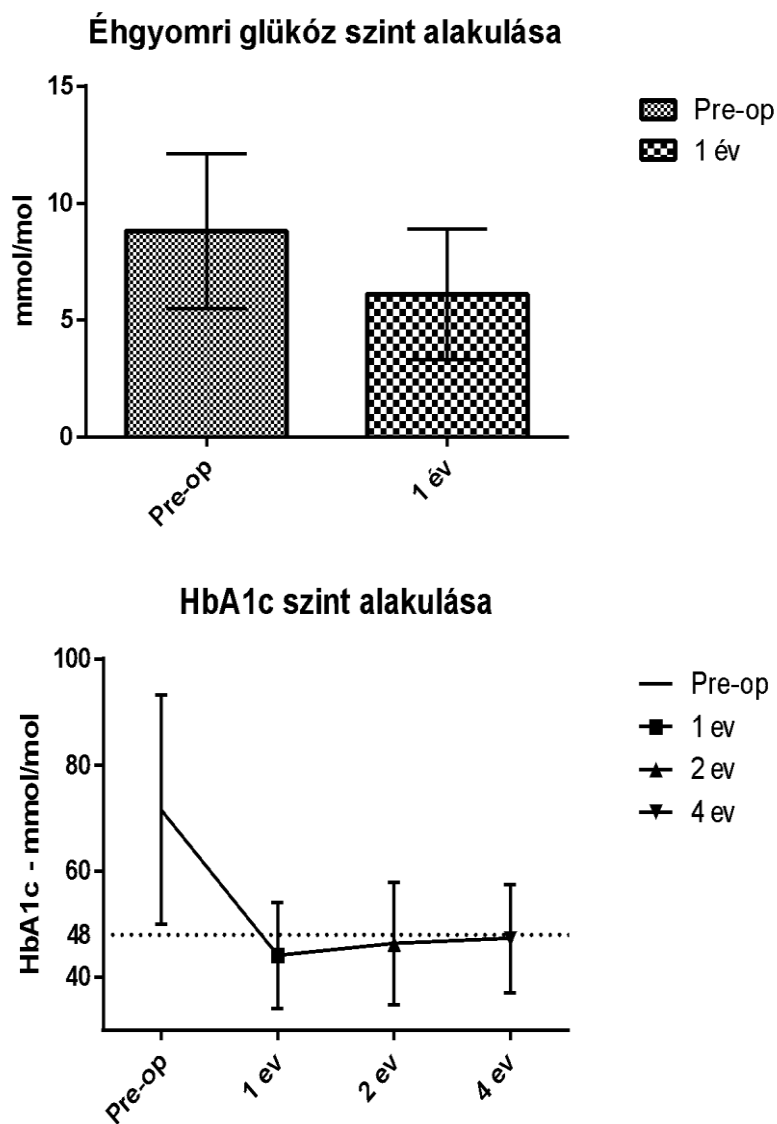 Éhgyomri glükóz szint alakulása
mmol/mol
15
10
5
0
Pre-op
1 év
Pre-op
1 év
HbA1c szint alakulása
HbA1c - mmol/mol
100
80
60
48
40
Pre-op
1 ev
2 ev
4 ev
Pre-op
1 ev
2 ev
4 ev